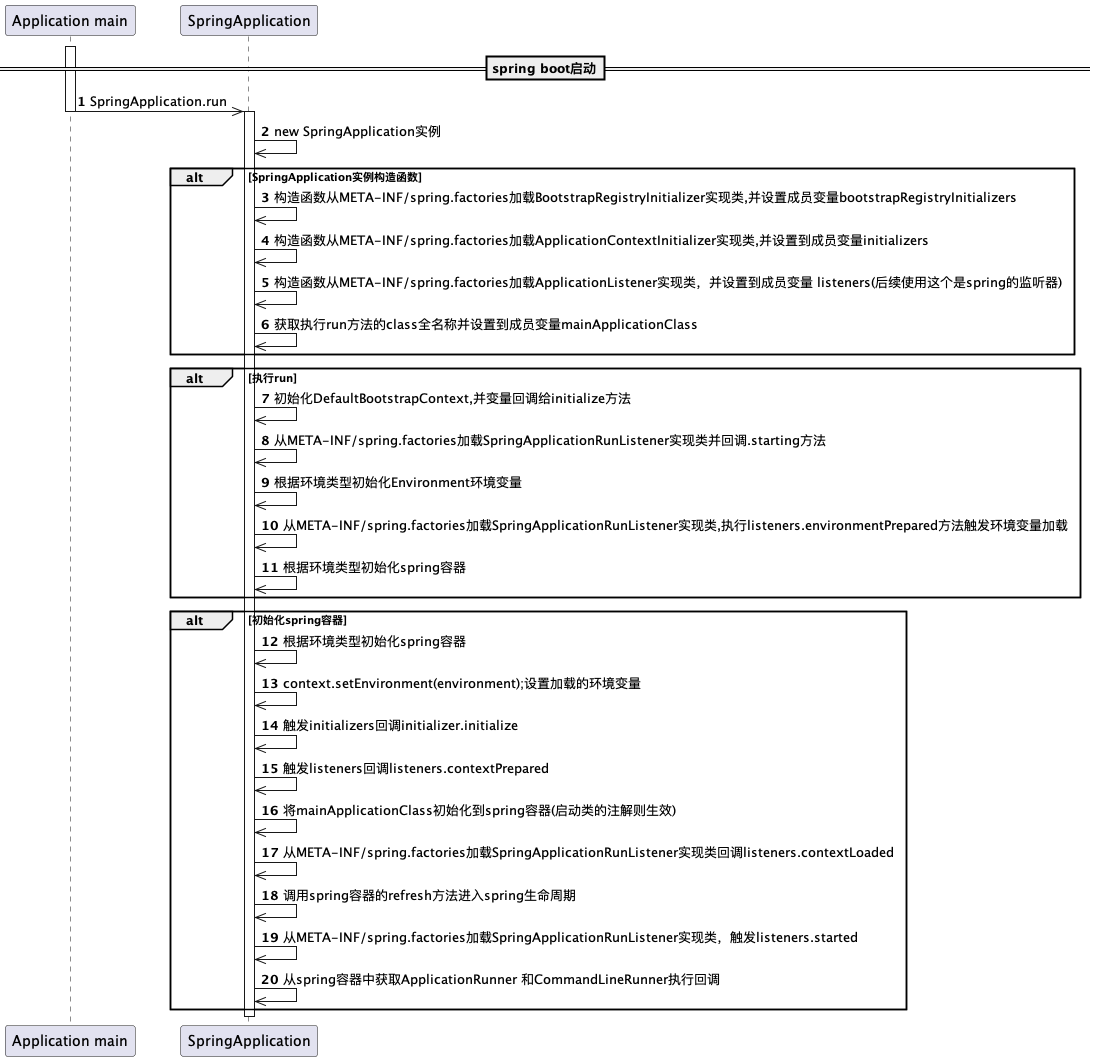 Application main
SpringApplication
spring boot启动
1 SpringApplication.run
2 new SpringApplication实例
alt [SpringApplication实例构造函数]
3 构造函数从META-INF/spring.factories加载BootstrapRegistryInitializer实现类,并设置成员变量bootstrapRegistryInitializers
4 构造函数从META-INF/spring.factories加载ApplicationContextInitializer实现类,并设置到成员变量initializers
5 构造函数从META-INF/spring.factories加载ApplicationListener实现类，并设置到成员变量 listeners(后续使用这个是spring的监听器)
6 获取执行run方法的class全名称并设置到成员变量mainApplicationClass
alt [执行run]
7 初始化DefaultBootstrapContext,并变量回调给initialize方法
8 从META-INF/spring.factories加载SpringApplicationRunListener实现类并回调.starting方法
9 根据环境类型初始化Environment环境变量
10 从META-INF/spring.factories加载SpringApplicationRunListener实现类,执行listeners.environmentPrepared方法触发环境变量加载
11 根据环境类型初始化spring容器
alt [初始化spring容器]
12 根据环境类型初始化spring容器
13 context.setEnvironment(environment);设置加载的环境变量
14 触发initializers回调initializer.initialize
15 触发listeners回调listeners.contextPrepared
16 将mainApplicationClass初始化到spring容器(启动类的注解则生效)
17 从META-INF/spring.factories加载SpringApplicationRunListener实现类回调listeners.contextLoaded
18 调用spring容器的refresh方法进入spring生命周期
19 从META-INF/spring.factories加载SpringApplicationRunListener实现类，触发listeners.started
20 从spring容器中获取ApplicationRunner 和CommandLineRunner执行回调
Application main
SpringApplication